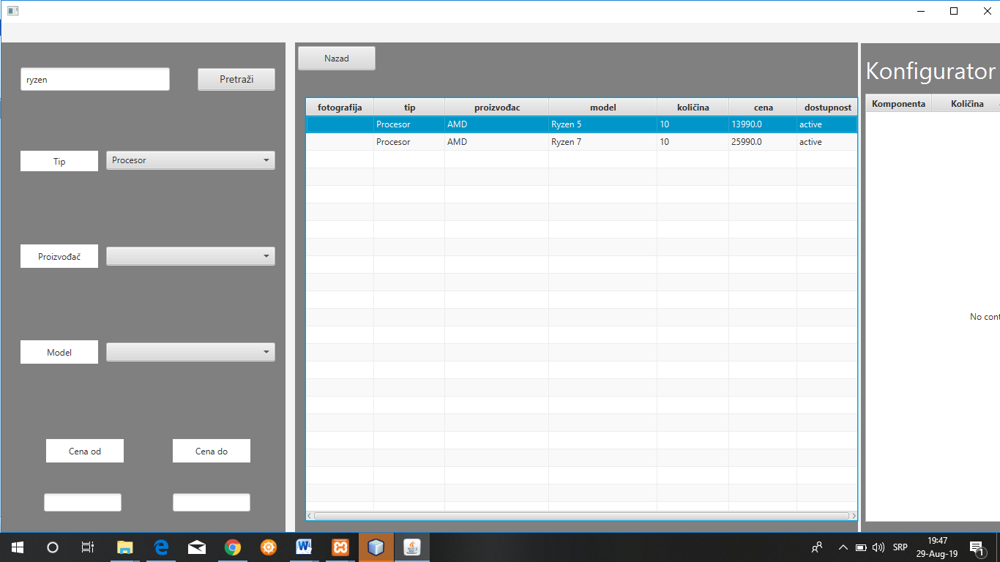 ryzen
Pretraži
Tip
Procesor
Proizvođač
Model
Cena od
Cena do
Nazad
fotografija tip proizvođac model količina cena dostupnost
Procesor AMD Ryzen 5 10 13990.0 active
Procesor AMD Ryzen 7 10 25990.0 active
Konfigurator
Komponenta Količina
No cont
SRP
19:47
29-Aug-19
1